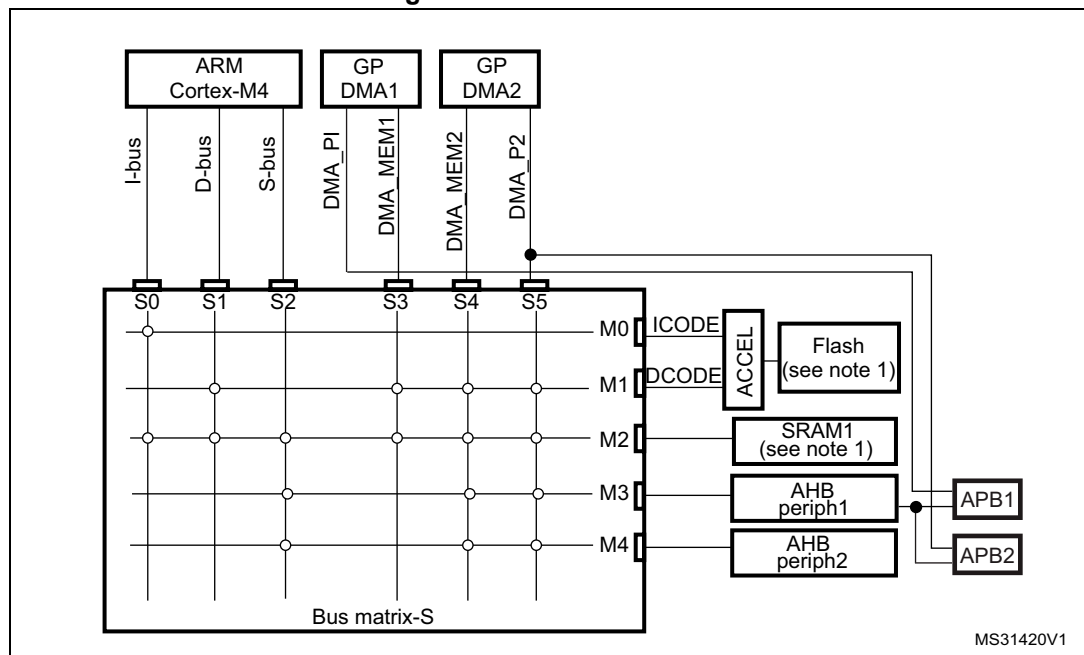 ARM
Cortex-M4
GP
DMA1
GP
DMA2
I-bus
D-bus
S-bus
DMA_PI
DMA_MEM1
DMA_MEM2
DMA_P2
S0
S1
S2
S3
S4
S5
M0
ICODE
M1
DCODE
ACCEL
Flash
(see note 1)
M2
SRAM1
(see note 1)
M3
AHB
periph1
APB1
M4
AHB
periph2
APB2
Bus matrix-S
MS31420V1